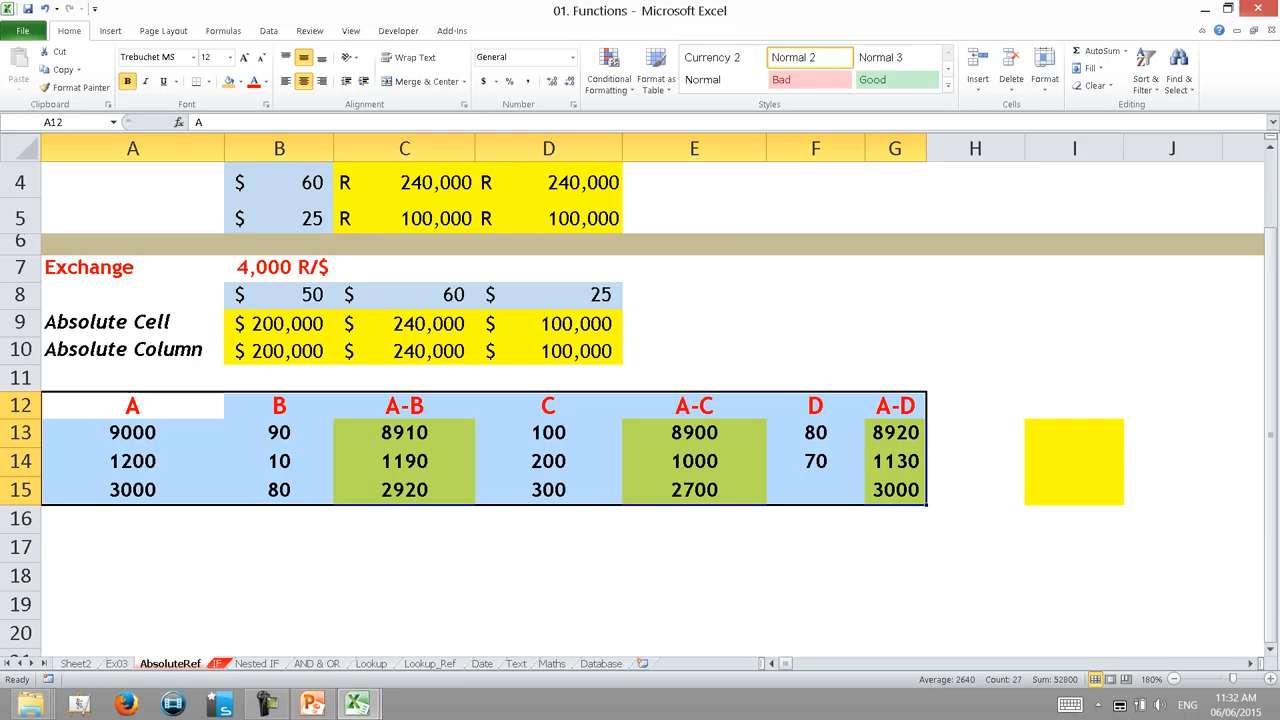 01. Functions - Microsoft Excel
File Home Insert Page Layout Formulas Data Review View Developer Add-Ins
Paste
Cut
Copy
Format Painter
Clipboard
Trebuchet MS 12
B I U
Font
Wrap Text
Merge & Center
Alignment
General
$ % ,
Number
Conditional Formatting
Format as Table
Currency 2 Normal 2 Normal 3
Normal Bad Good
Styles
Insert Delete Format
Cells
AutoSum
Fill
Clear
Sort & Filter
Find & Select
Editing
A12 fx A
A B C D E F G H I J
4 $ 60 R 240,000 R 240,000
5 $ 25 R 100,000 R 100,000
6
7 Exchange 4,000 R/$
8 $ 50 $ 60 $ 25
9 Absolute Cell $ 200,000 $ 240,000 $ 100,000
10 Absolute Column $ 200,000 $ 240,000 $ 100,000
11
12 A B A-B C A-C D A-D
13 9000 90 8910 100 8900 80 8920
14 1200 10 1190 200 1000 70 1130
15 3000 80 2920 300 2700 3000
16
17
18
19
20
Sheet2 Ex03 AbsoluteRef IF Nested IF AND & OR Lookup Lookup_Ref Date Text Maths Database
Ready Average: 2640 Count: 27 Sum: 52800 180%
ENG
11:32 AM
06/06/2015